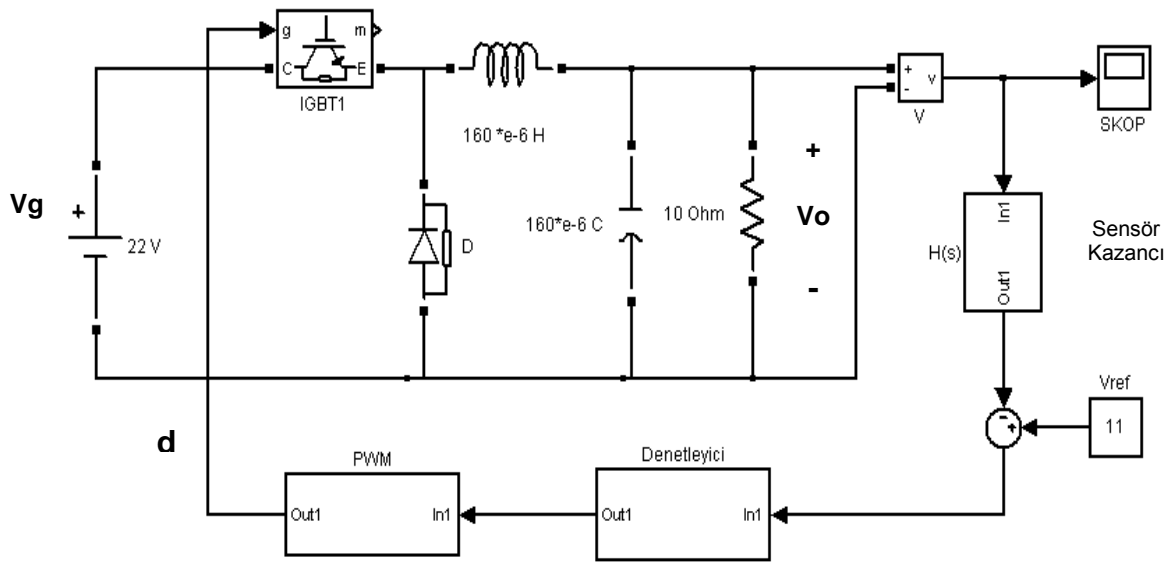 g
m
C
E
IGBT1
+
-
v
V
SKOP
160 *e-6 H
Vg
+
22 V
D
160*e-6 C
10 Ohm
+
Vo
-
In1
H(s)
Out1
Sensör
Kazancı
Vref
-
+
11
d
PWM
Out1
In1
Denetleyici
Out1
In1